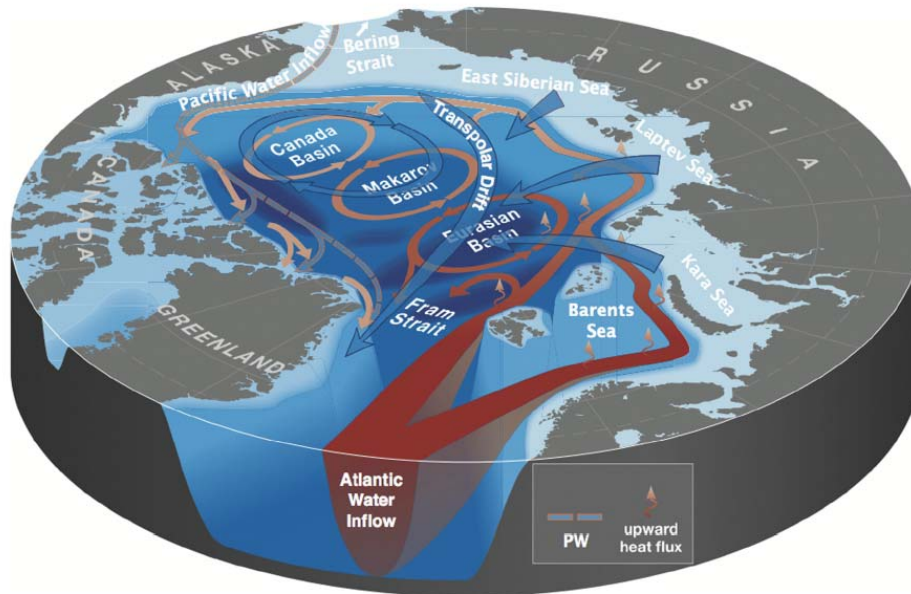 ALASKA
Pacific Water Inflow
Bering
Strait
RUSSIA
East Siberian Sea
Laptev Sea
Kara Sea
CANADA
Canada
Basin
Makarov
Basin
Transpolar Drift
Eurasian
Basin
Fram
Strait
Barents
Sea
GREENLAND
Atlantic
Water
Inflow
PW
upward
heat flux